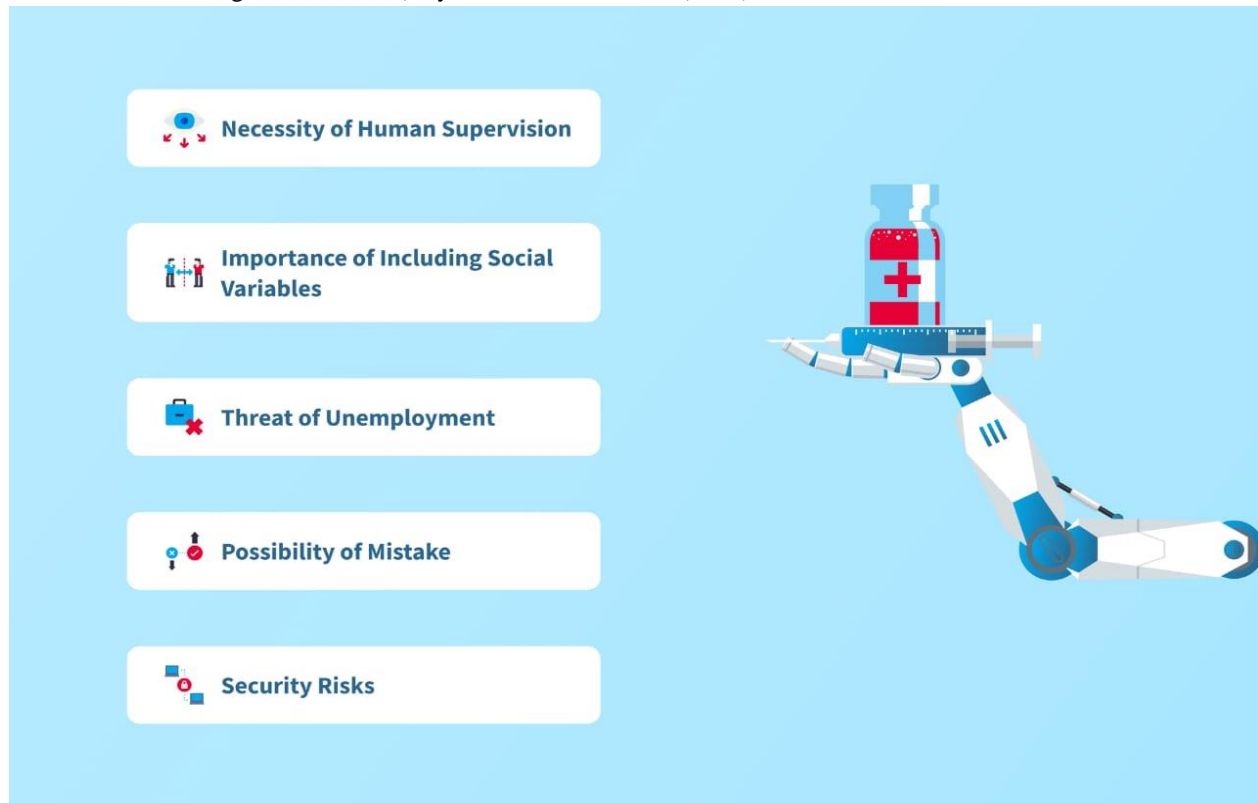 Necessity of Human Supervision
Importance of Including Social
Variables
Threat of Unemployment
Possibility of Mistake
Security Risks